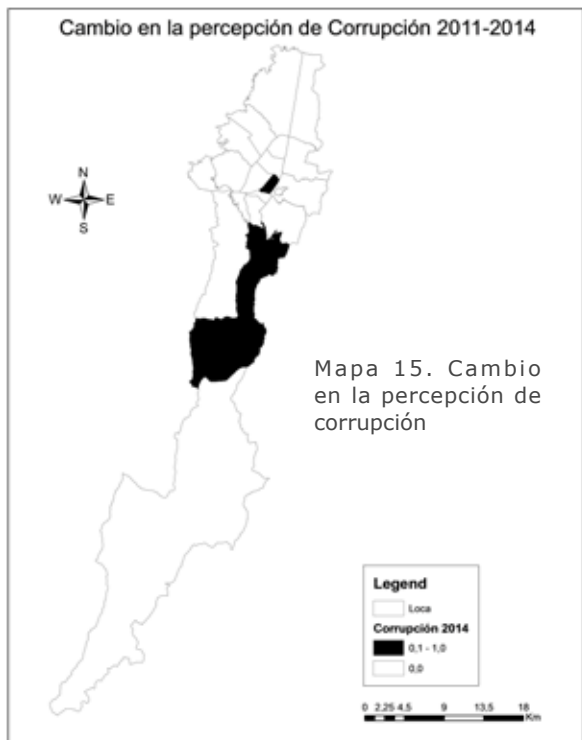 Cambio en la percepción de Corrupción 2011-2014
N
W E
S
Mapa 15. Cambio
en la percepción de
corrupción
Legend
Loca
Corrupción 2014
0,1 - 1,0
0,0
0 2,25 4,5 9 13,5 18
Km